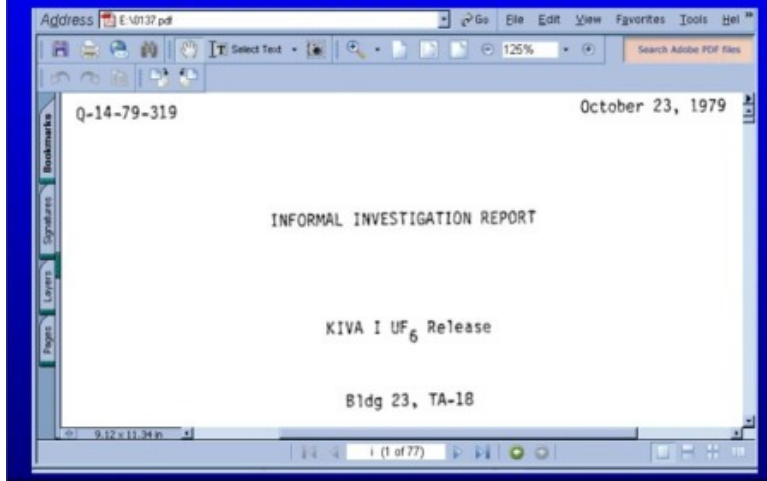 Address E:\0137.pdf Go File Edit View Favorites Tools Hel »
Select Text 125% Search Adobe PDF files
Bookmarks
Signatures
Layers
Pages
Q-14-79-319 October 23, 1979
INFORMAL INVESTIGATION REPORT
KIVA I UF₆ Release
Bldg 23, TA-18
9.12 x 11.34 in
i (1 of 77)